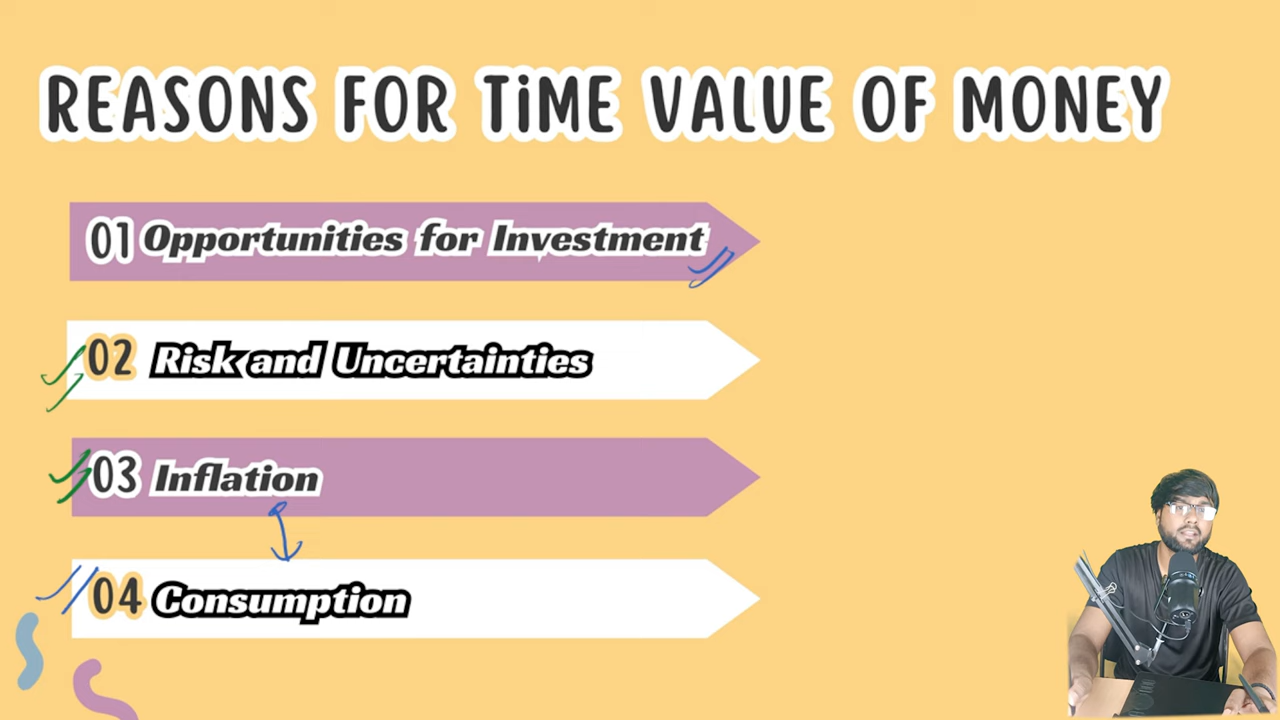 REASONS FOR TiME VALUE OF MONEY
01 Opportunities for Investment
02 Risk and Uncertainties
03 Inflation
04 Consumption